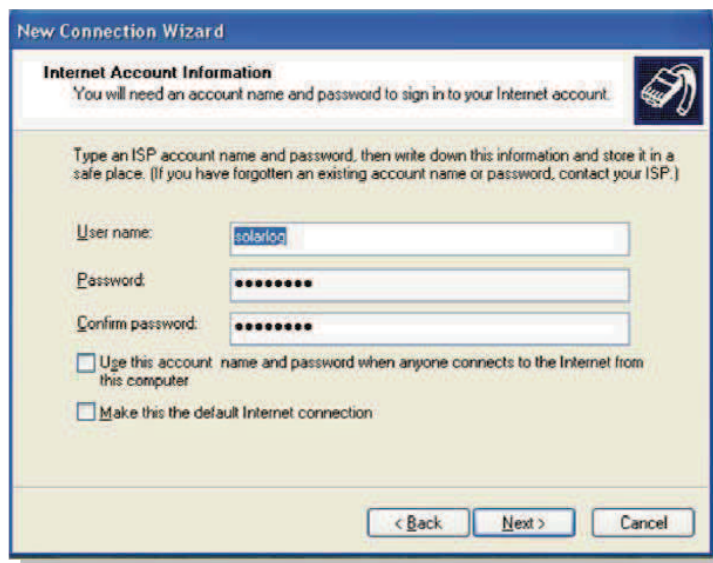 New Connection Wizard
Internet Account Information
You will need an account name and password to sign in to your Internet account.
Type an ISP account name and password, then write down this information and store it in a
safe place. (If you have forgotten an existing account name or password, contact your ISP.)
User name:
solarlog
Password:
●●●●●●●●
Confirm password:
●●●●●●●●
Use this account name and password when anyone connects to the Internet from
this computer
Make this the default Internet connection
< Back
Next >
Cancel